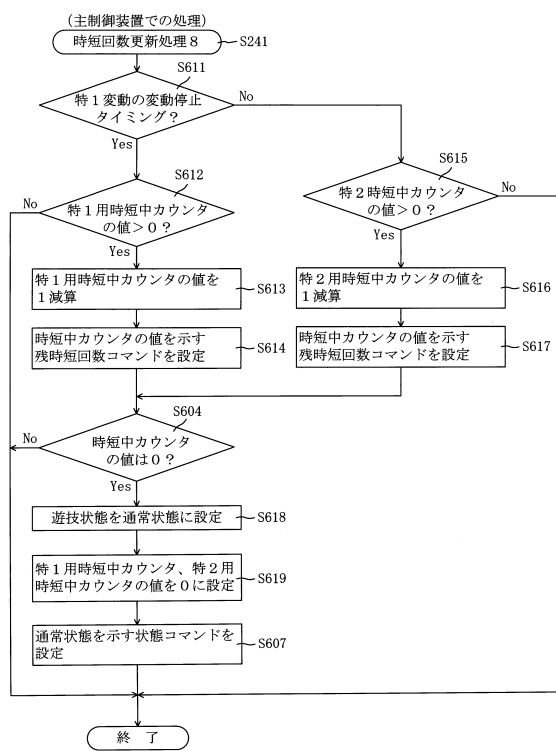 (主制御装置での処理)
時短回数更新処理8
S241
S611
特1変動の変動停止
タイミング?
No
Yes
S612
No
特1用時短中カウンタ
の値>0?
Yes
S615
特2時短中カウンタ
の値>0?
No
Yes
特1用時短中カウンタの値を
1減算
S613
特2用時短中カウンタの値を
1減算
S616
時短中カウンタの値を示す
残時短回数コマンドを設定
S614
時短中カウンタの値を示す
残時短回数コマンドを設定
S617
S604
No
時短中カウンタ
の値は0?
Yes
遊技状態を通常状態に設定
S618
特1用時短中カウンタ、特2用
時短中カウンタの値を0に設定
S619
通常状態を示す状態コマンドを
設定
S607
終 了